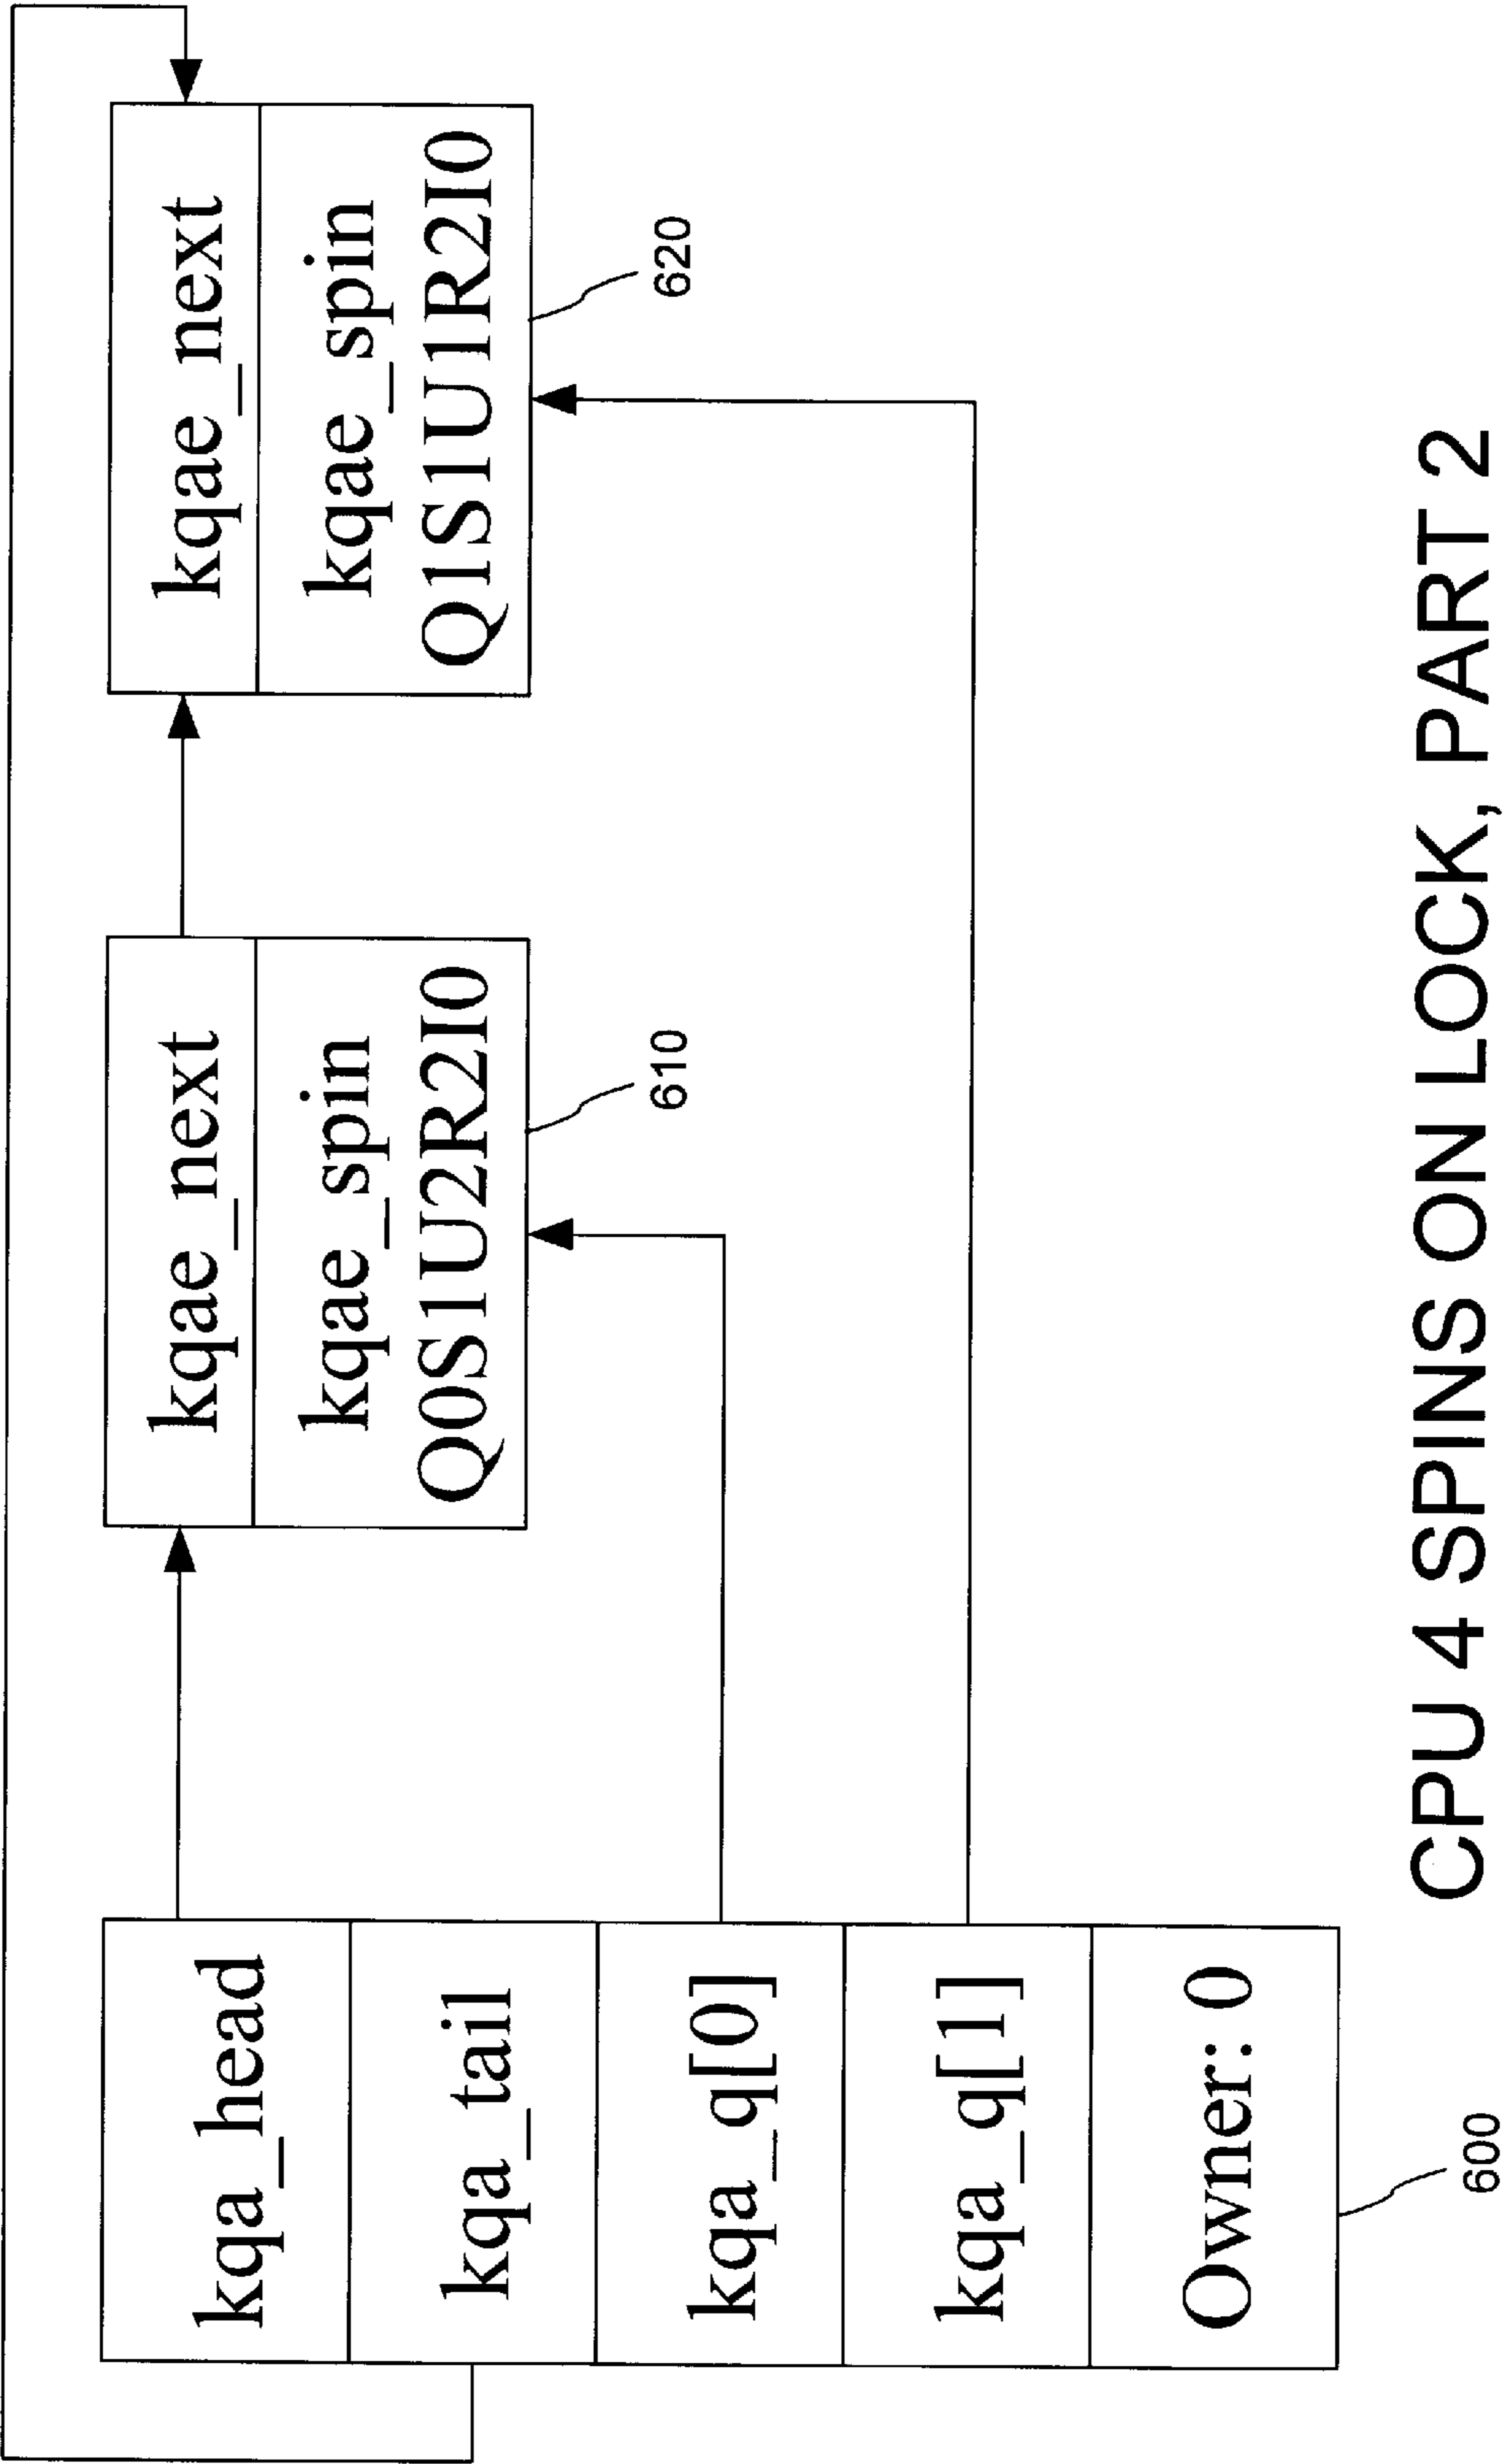 kqa_head
kqa_tail
kqa_q[0]
kqa_q[1]
Owner: 0
600
kqae_next
kqae_spin
Q0S1U2R2I0
610
kqae_next
kqae_spin
Q1S1U1R2I0
620
CPU 4 SPINS ON LOCK, PART 2